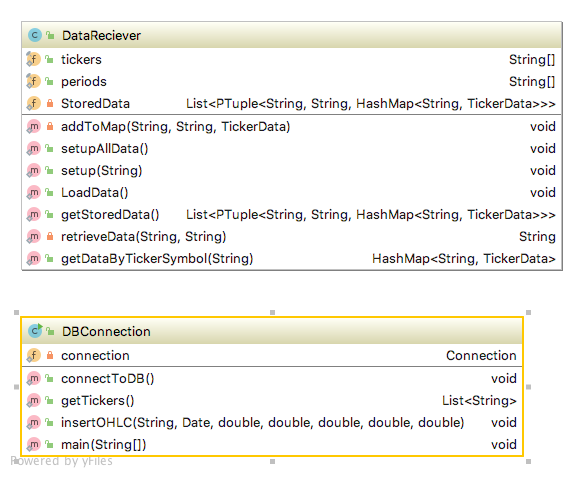 DataReciever
tickers String[]
periods String[]
StoredData List<PTuple<String, String, HashMap<String, TickerData>>>
addToMap(String, String, TickerData) void
setupAllData() void
setup(String) void
LoadData() void
getStoredData() List<PTuple<String, String, HashMap<String, TickerData>>>
retrieveData(String, String) String
getDataByTickerSymbol(String) HashMap<String, TickerData>
DBConnection
connection Connection
connectToDB() void
getTickers() List<String>
insertOHLC(String, Date, double, double, double, double, double) void
main(String[]) void
Powered by yFiles